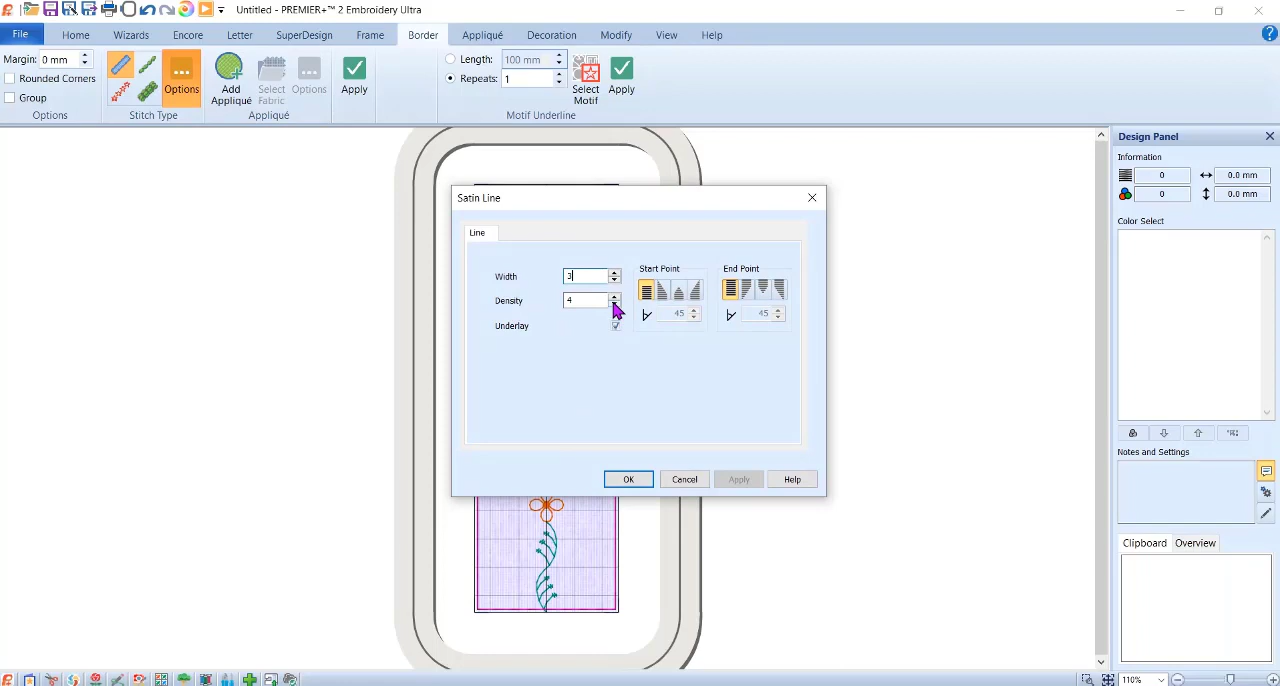 Untitled - PREMIER+™ 2 Embroidery Ultra
File Home Wizards Encore Letter SuperDesign Frame Border Appliqué Decoration Modify View Help
Margin: 0 mm
Rounded Corners
Group
Options
Options
Stitch Type
Add Appliqué
Select Fabric
Options
Appliqué
Apply
Length: 100 mm
Repeats: 1
Select Motif
Apply
Motif Underline
Design Panel
Information
0 0.0 mm
0 0.0 mm
Color Select
Notes and Settings
Clipboard Overview
Satin Line
Line
Width 3
Density 4
Underlay
Start Point
45
End Point
45
OK Cancel Apply Help
110%